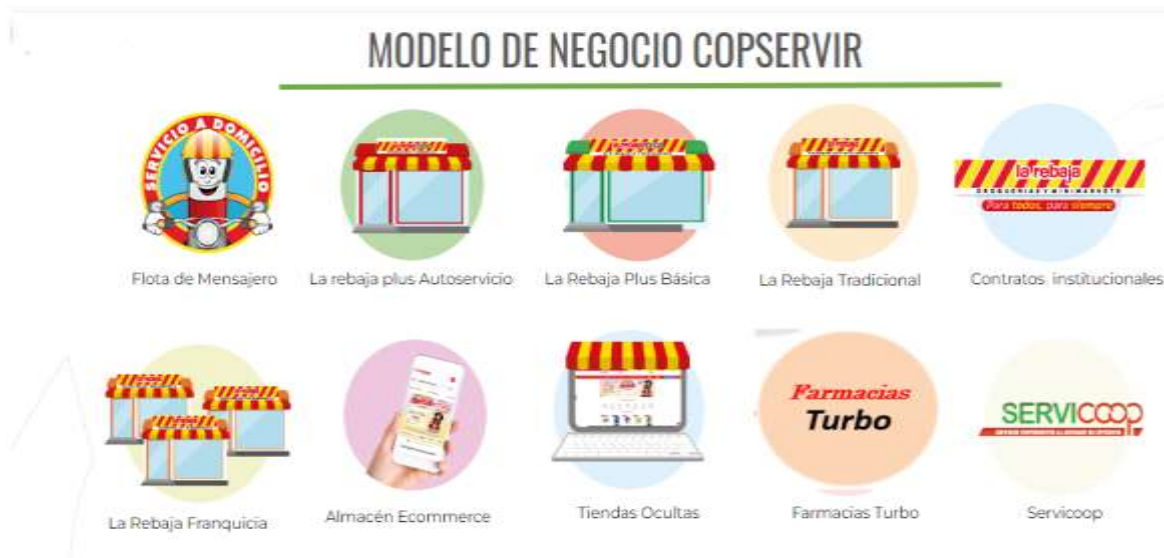 MODELO DE NEGOCIO COPSERVIR
SERVICIO A DOMICILIO
la rebaja
DROGUERIAS Y MINIMARKETS
Para todos, para siempre
Flota de Mensajero
La rebaja plus Autoservicio
La Rebaja Plus Básica
La Rebaja Tradicional
Contratos institucionales
Farmacias
Turbo
SERVICOOP
La Rebaja Franquicia
Almacén Ecommerce
Tiendas Ocultas
Farmacias Turbo
Servicoop